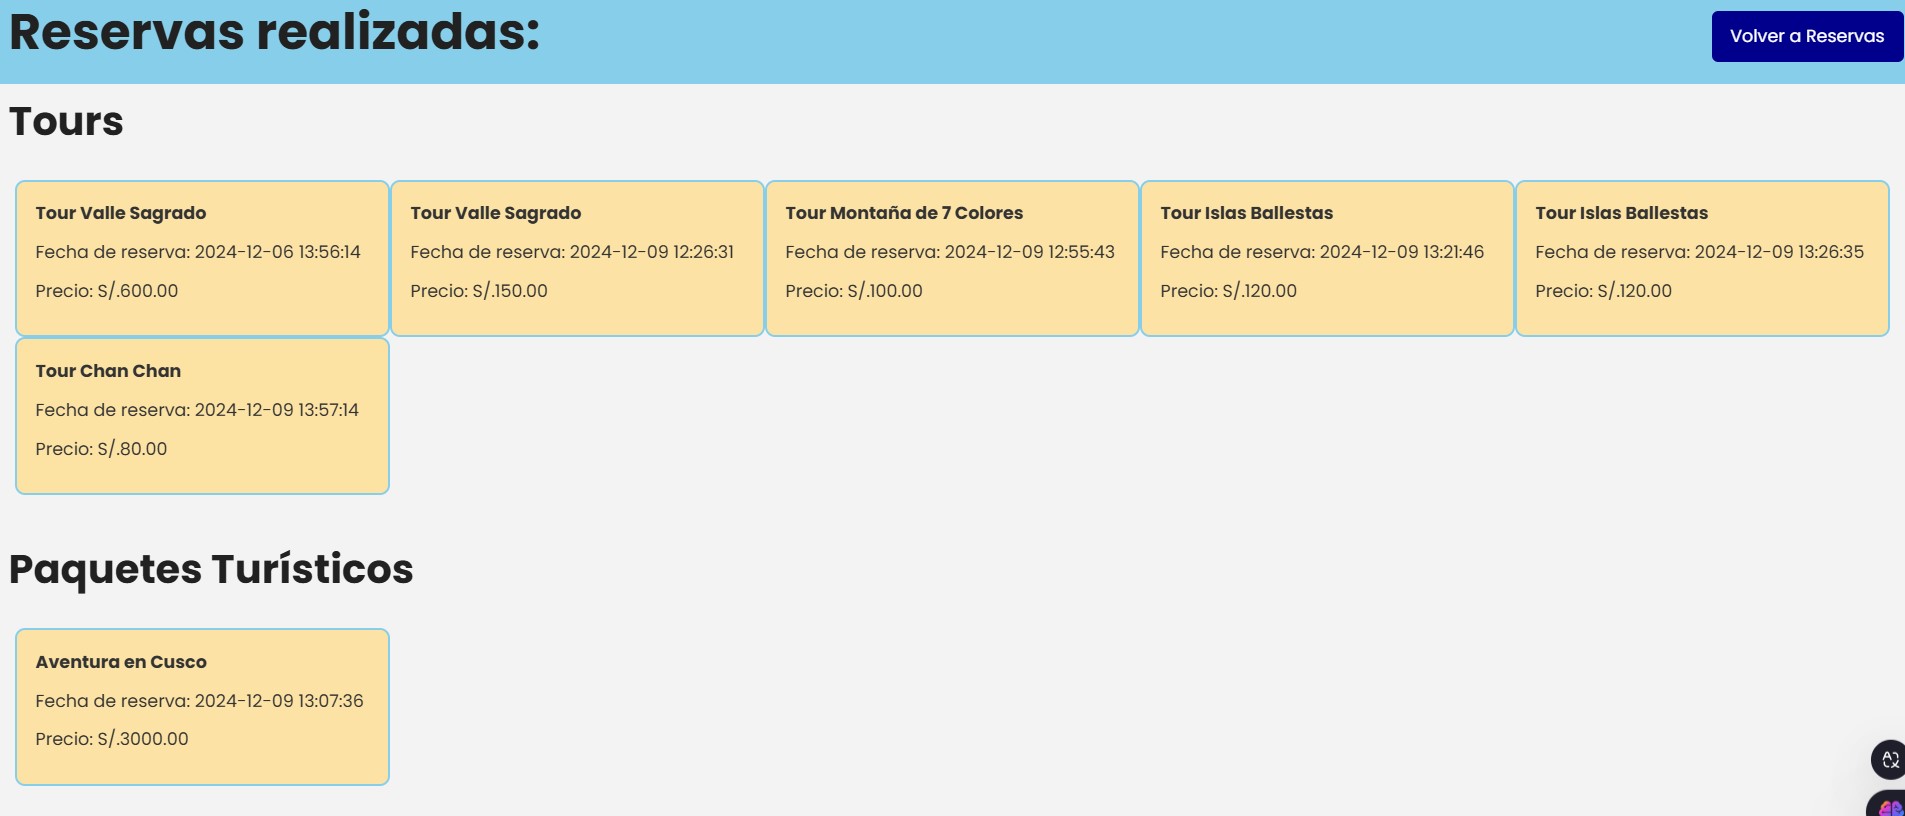 Reservas realizadas:
Volver a Reservas
Tours
Tour Valle Sagrado
Fecha de reserva: 2024-12-06 13:56:14
Precio: S/.600.00
Tour Valle Sagrado
Fecha de reserva: 2024-12-09 12:26:31
Precio: S/.150.00
Tour Montaña de 7 Colores
Fecha de reserva: 2024-12-09 12:55:43
Precio: S/.100.00
Tour Islas Ballestas
Fecha de reserva: 2024-12-09 13:21:46
Precio: S/.120.00
Tour Islas Ballestas
Fecha de reserva: 2024-12-09 13:26:35
Precio: S/.120.00
Tour Chan Chan
Fecha de reserva: 2024-12-09 13:57:14
Precio: S/.80.00
Paquetes Turísticos
Aventura en Cusco
Fecha de reserva: 2024-12-09 13:07:36
Precio: S/.3000.00